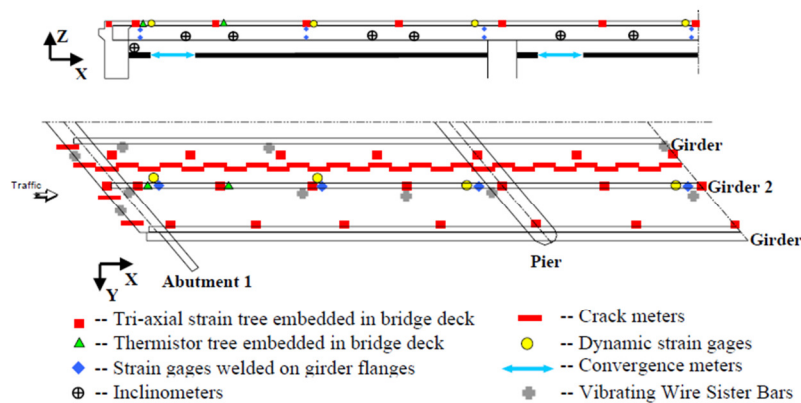 Z
X
Girder
Traffic
Girder 2
Girder
X
Y
Abutment 1
Pier
-- Tri-axial strain tree embedded in bridge deck
-- Crack meters
-- Thermistor tree embedded in bridge deck
-- Dynamic strain gages
-- Strain gages welded on girder flanges
-- Convergence meters
-- Inclinometers
-- Vibrating Wire Sister Bars